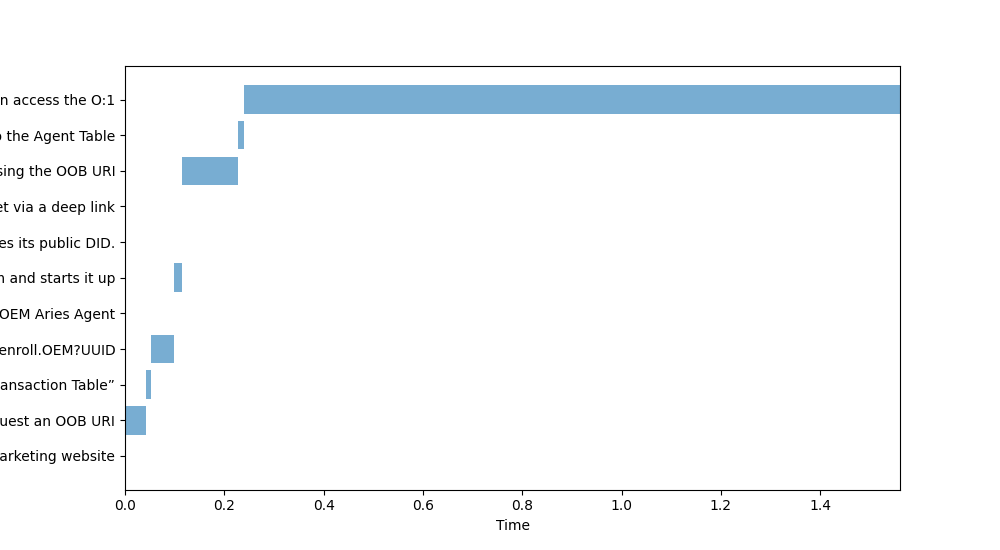 n access the O:1
the Agent Table
sing the OOB URI
et via a deep link
es its public DID.
and starts it up
OEM Aries Agent
enroll.OEM?UUID
ansaction Table”
uest an OOB URI
arketing website
0.0 0.2 0.4 0.6 0.8 1.0 1.2 1.4
Time